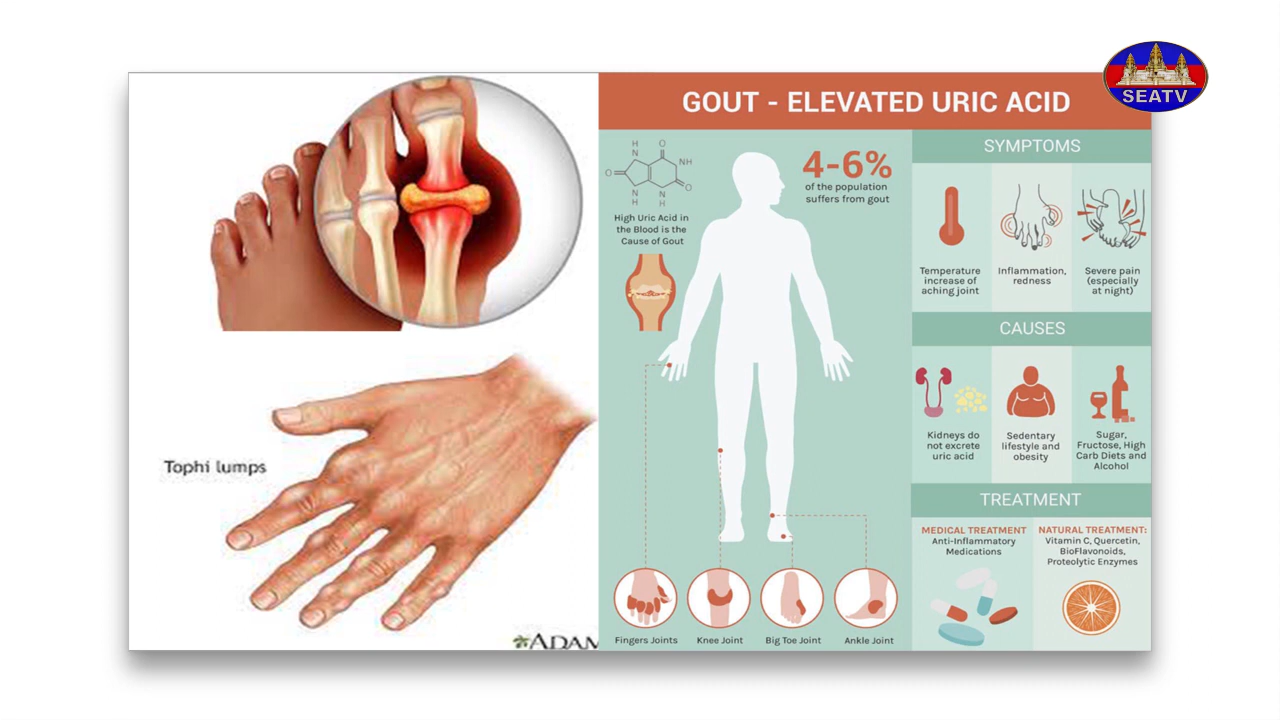 SEATV
GOUT - ELEVATED URIC ACID
H
N
O
NH
O
O
N
H
N
H
High Uric Acid in
the Blood is the
Cause of Gout
4-6%
of the population
suffers from gout
Fingers Joints
Knee Joint
Big Toe Joint
Ankle Joint
SYMPTOMS
Temperature
increase of
aching joint
Inflammation,
redness
Severe pain
(especially
at night)
CAUSES
Kidneys do
not excrete
uric acid
Sedentary
lifestyle and
obesity
Sugar,
Fructose, High
Carb Diets and
Alcohol
TREATMENT
MEDICAL TREATMENT
Anti-Inflammatory
Medications
NATURAL TREATMENT:
Vitamin C, Quercetin,
BioFlavonoids,
Proteolytic Enzymes
Tophi lumps
ADAM